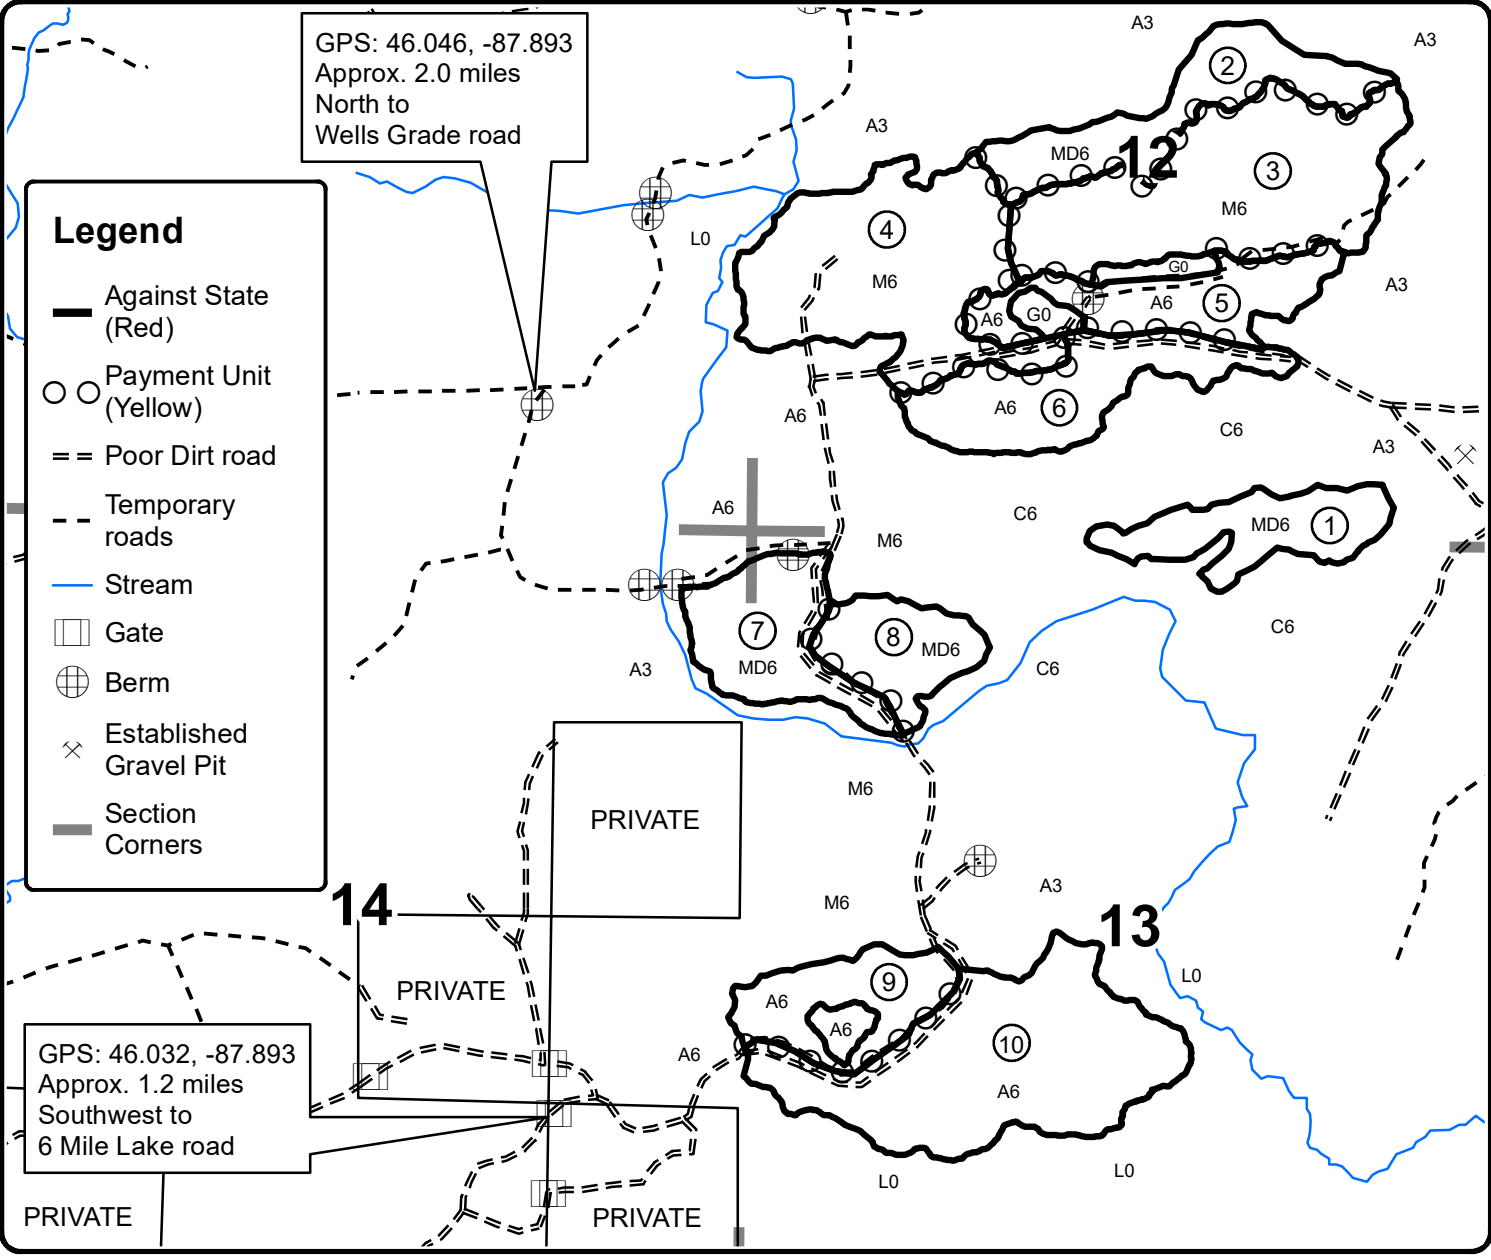 GPS: 46.046, -87.893
Approx. 2.0 miles
North to
Wells Grade road
A3
A3
2
A3
MD6
12
3
M6
4
L0
M6
G0
A3
A6
5
A6
G0
Legend
Against State
(Red)
Payment Unit
(Yellow)
Poor Dirt road
Temporary
roads
Stream
Gate
Berm
Established
Gravel Pit
Section
Corners
A6
A6
6
C6
A3
A6
C6
M6
MD6
1
7
8
MD6
MD6
A3
C6
C6
PRIVATE
M6
14
M6
A3
13
PRIVATE
9
A6
A6
L0
10
A6
A6
GPS: 46.032, -87.893
Approx. 1.2 miles
Southwest to
6 Mile Lake road
L0
L0
PRIVATE
PRIVATE